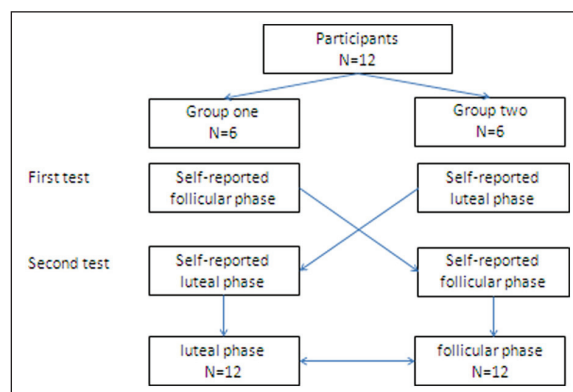 Participants
N=12
Group one
N=6
Group two
N=6
First test
Self-reported
follicular phase
Self-reported
luteal phase
Second test
Self-reported
luteal phase
Self-reported
follicular phase
luteal phase
N=12
follicular phase
N=12